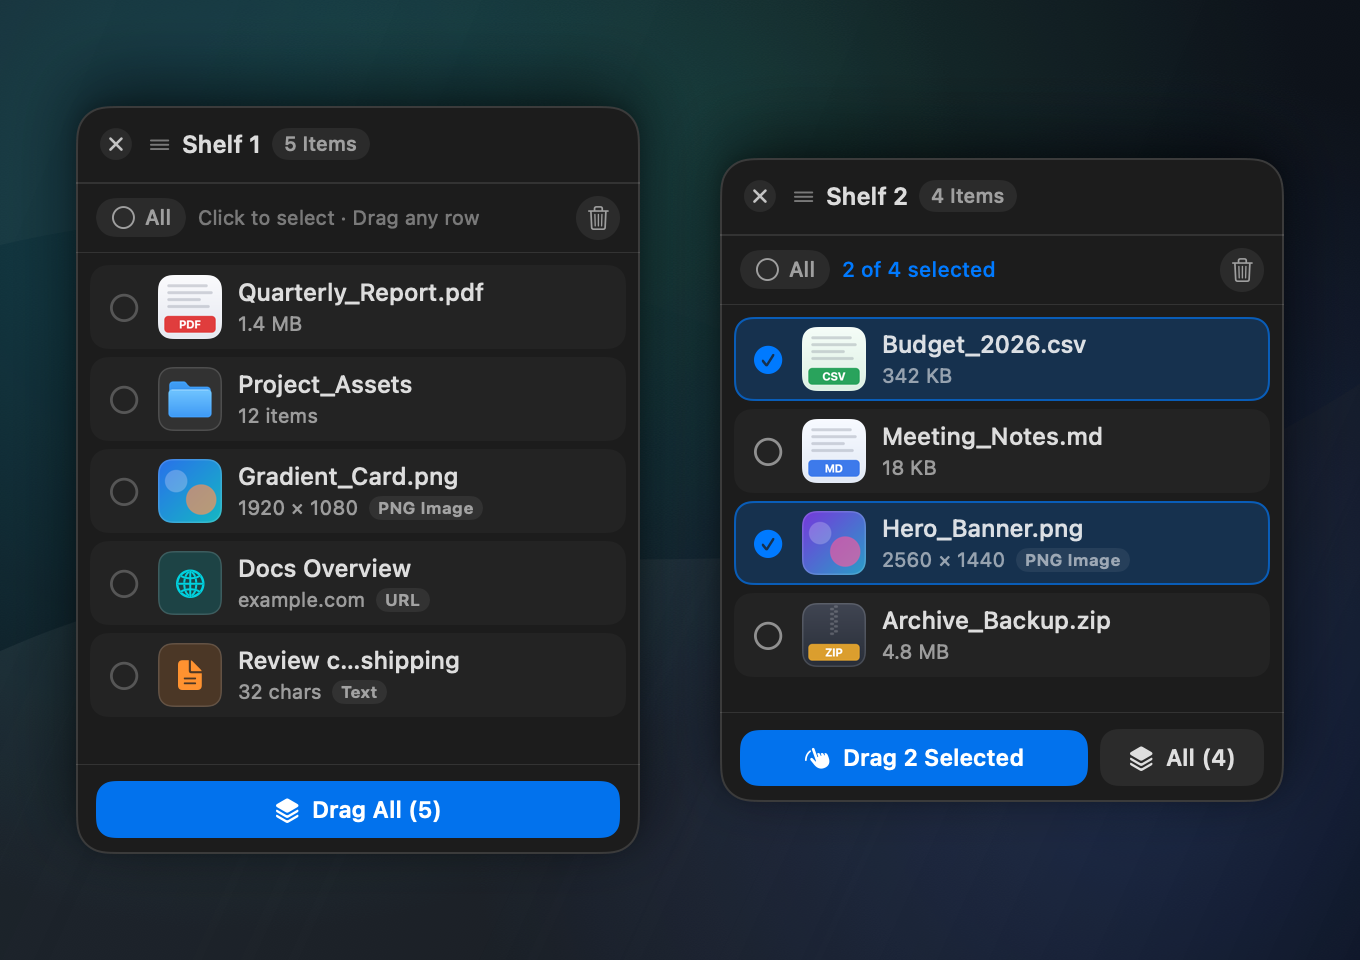 Shelf 1 5 Items
All Click to select · Drag any row
PDF
Quarterly_Report.pdf
1.4 MB
Project_Assets
12 items
Gradient_Card.png
1920 × 1080 PNG Image
Docs Overview
example.com URL
Review c...shipping
32 chars Text
Drag All (5)
Shelf 2 4 Items
All 2 of 4 selected
CSV
Budget_2026.csv
342 KB
MD
Meeting_Notes.md
18 KB
Hero_Banner.png
2560 × 1440 PNG Image
ZIP
Archive_Backup.zip
4.8 MB
Drag 2 Selected All (4)